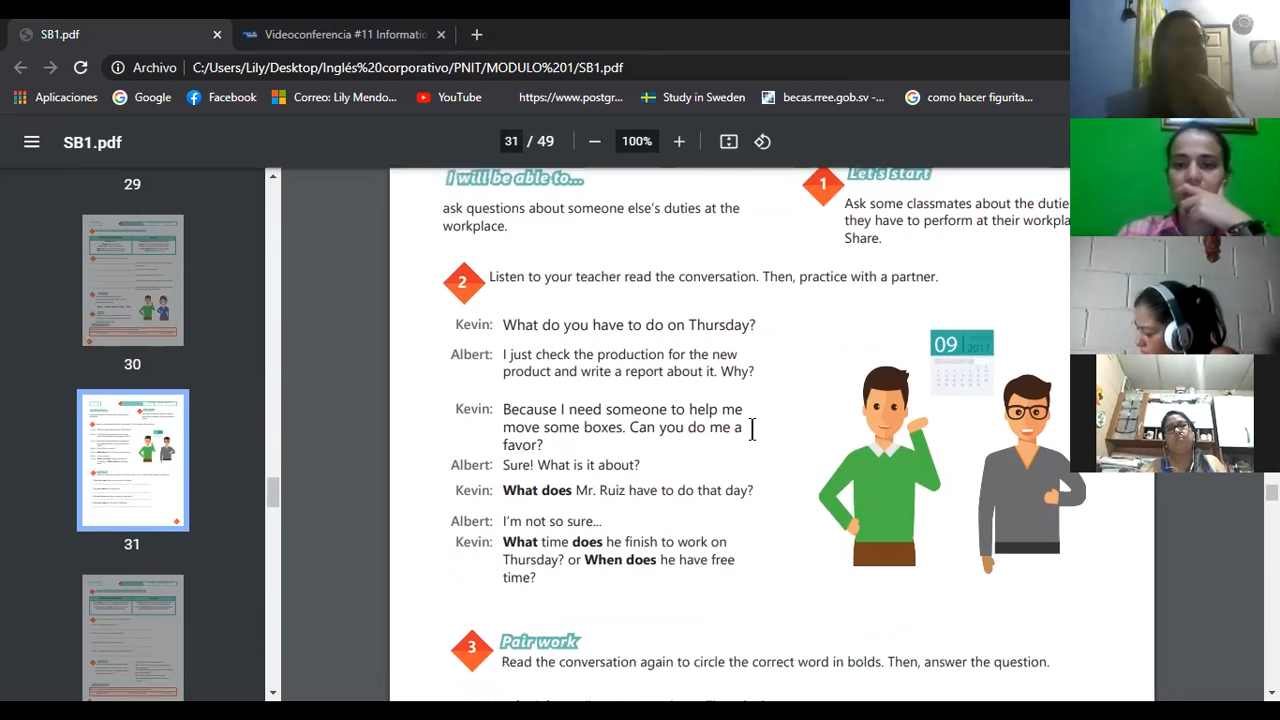 SB1.pdf
Videoconferencia #11 Informati
Archivo
C:/Users/Lily/Desktop/Inglés%20corporativo/PNIT/MODULO%201/SB1.pdf
Aplicaciones
Google
Facebook
Correo: Lily Mendo...
YouTube
https://www.postgr...
Study in Sweden
becas.rree.gob.sv -...
como hacer figurita...
SB1.pdf
31 / 49
100%
29
30
31
I will be able to...
ask questions about someone else's duties at the
workplace.
1
Let's start
Ask some classmates about the duties
they have to perform at their workpla
Share.
2
Listen to your teacher read the conversation. Then, practice with a partner.
Kevin: What do you have to do on Thursday?
Albert: I just check the production for the new
product and write a report about it. Why?
Kevin: Because I need someone to help me
move some boxes. Can you do me a
favor?
Albert: Sure! What is it about?
Kevin: What does Mr. Ruiz have to do that day?
Albert: I'm not so sure...
Kevin: What time does he finish to work on
Thursday? or When does he have free
time?
09
2017
3
Pair work
Read the conversation again to circle the correct word in bolds. Then, answer the question.